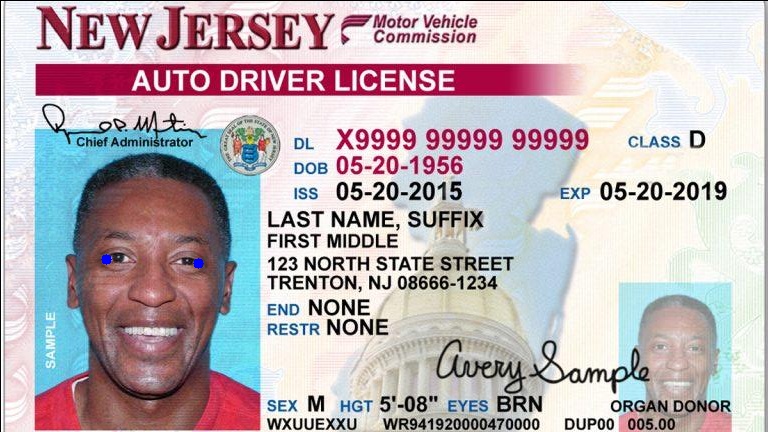 NEW JERSEY Motor Vehicle Commission
AUTO DRIVER LICENSE
Chief Administrator
DL X9999 99999 99999 CLASS D
DOB 05-20-1956
ISS 05-20-2015 EXP 05-20-2019
LAST NAME, SUFFIX
FIRST MIDDLE
123 NORTH STATE STREET
TRENTON, NJ 08666-1234
END NONE
RESTR NONE
SAMPLE
Avery Sample
SEX M HGT 5'-08" EYES BRN ORGAN DONOR
WXUUEXXU WR941920000470000 DUP00 005.00